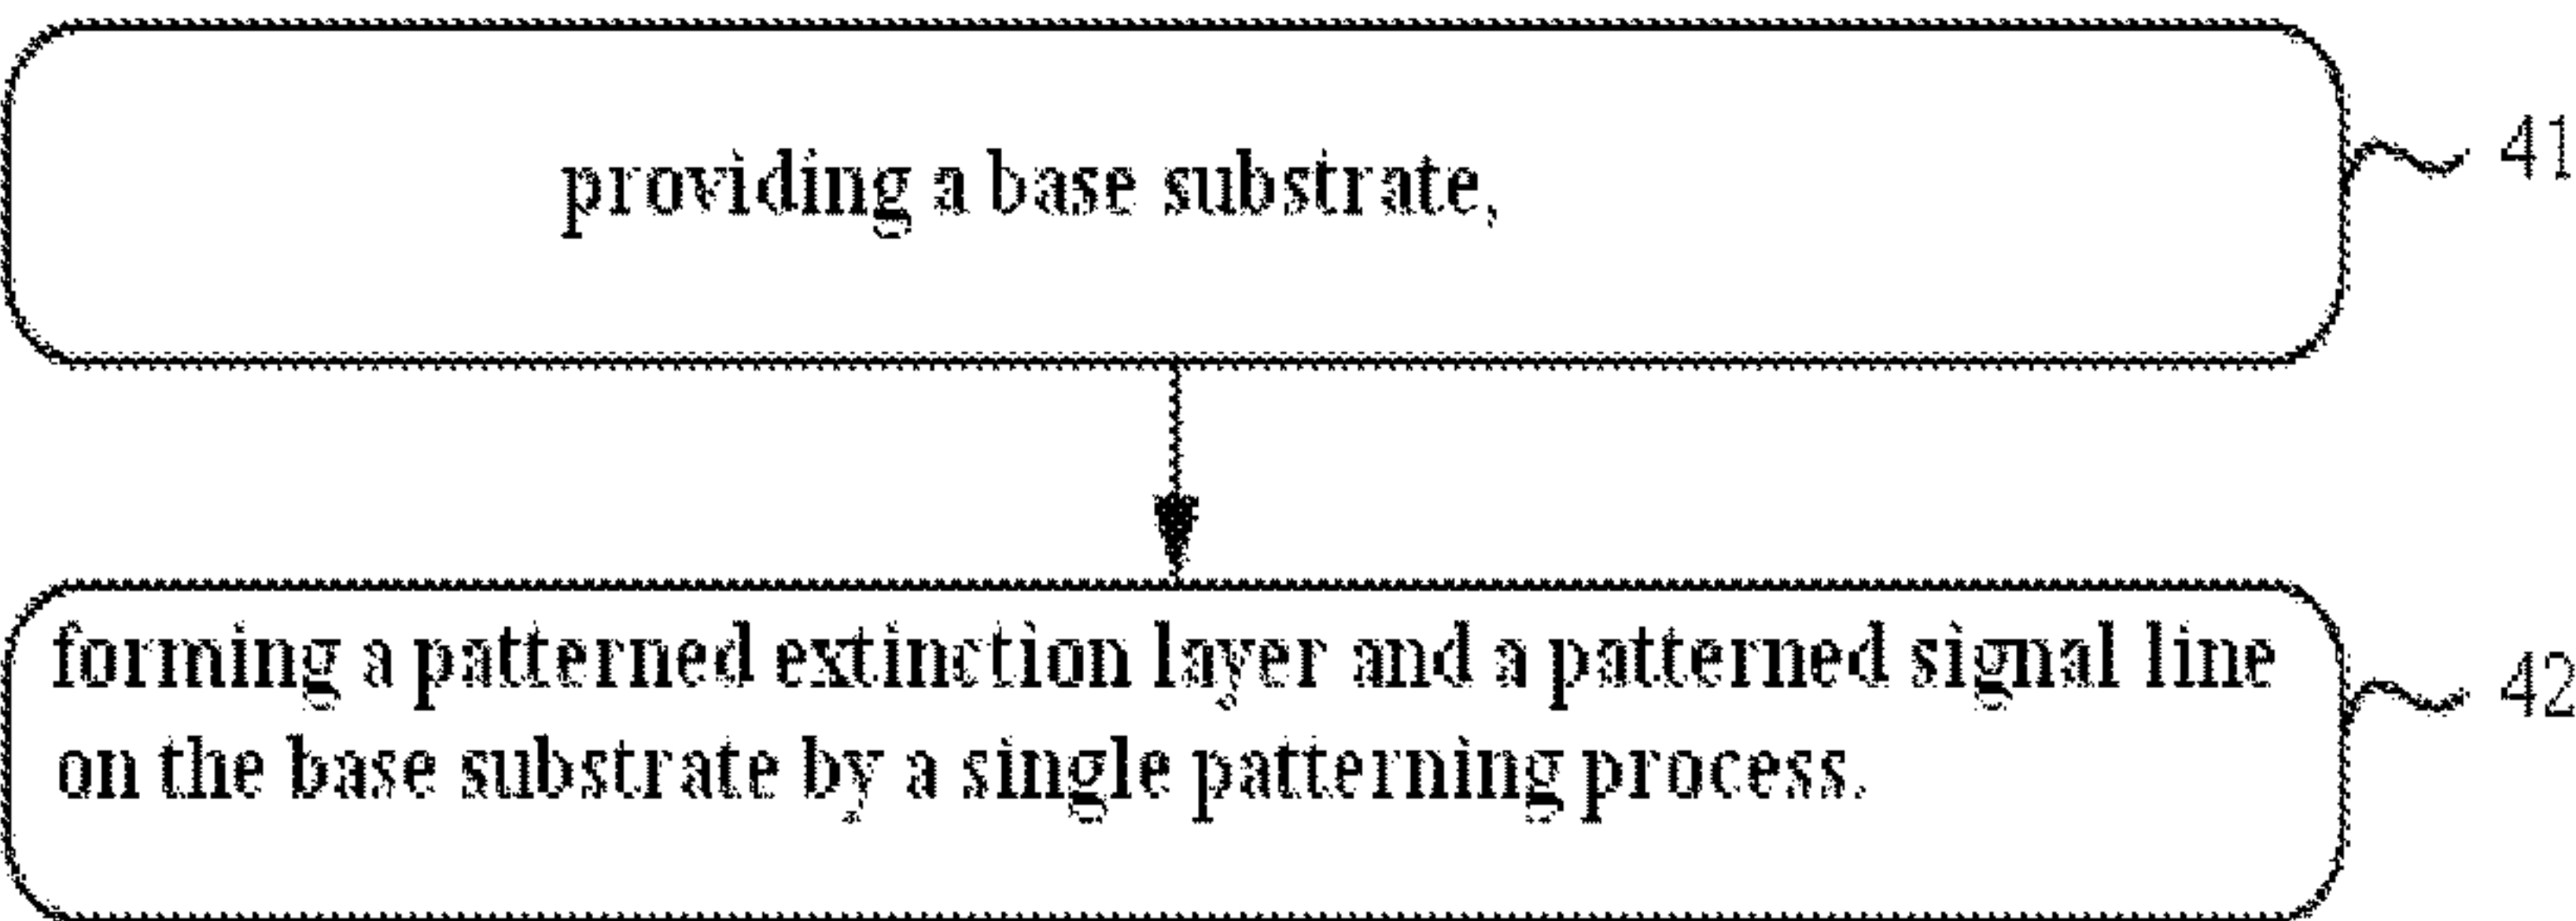 providing a base substrate,
41
forming a patterned extinction layer and a patterned signal line
on the base substrate by a single patterning process.
42